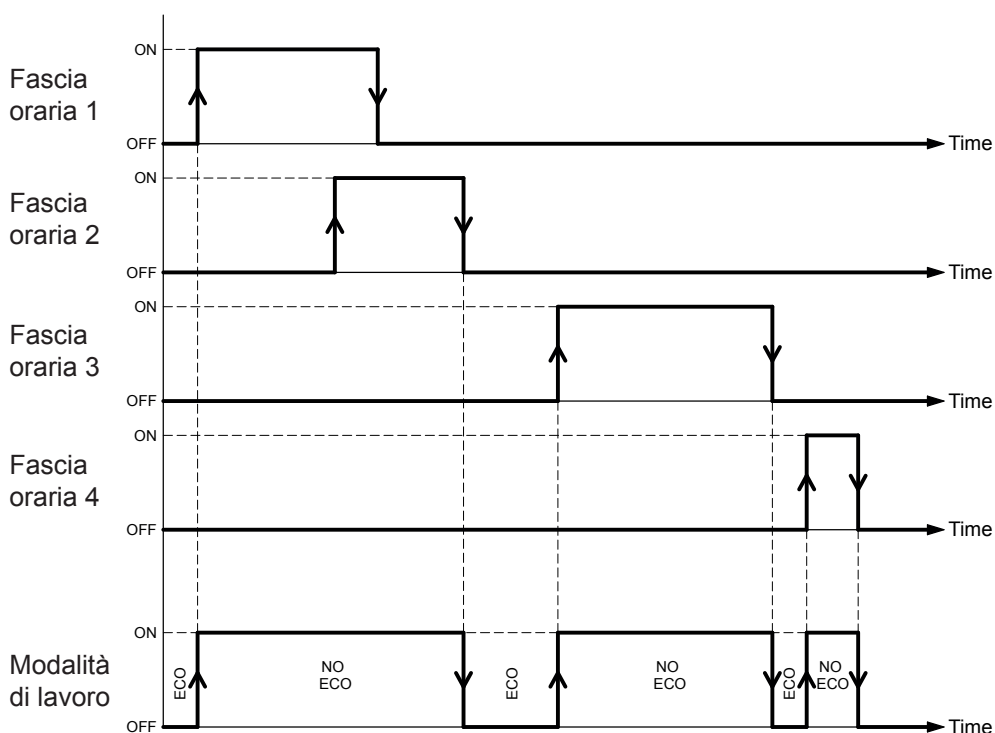 ON
Fascia
oraria 1
OFF
Time
ON
Fascia
oraria 2
OFF
Time
ON
Fascia
oraria 3
OFF
Time
ON
Fascia
oraria 4
OFF
Time
ON
Modalità
di lavoro
ECO
NO
ECO
ECO
NO
ECO
ECO
NO
ECO
OFF
Time